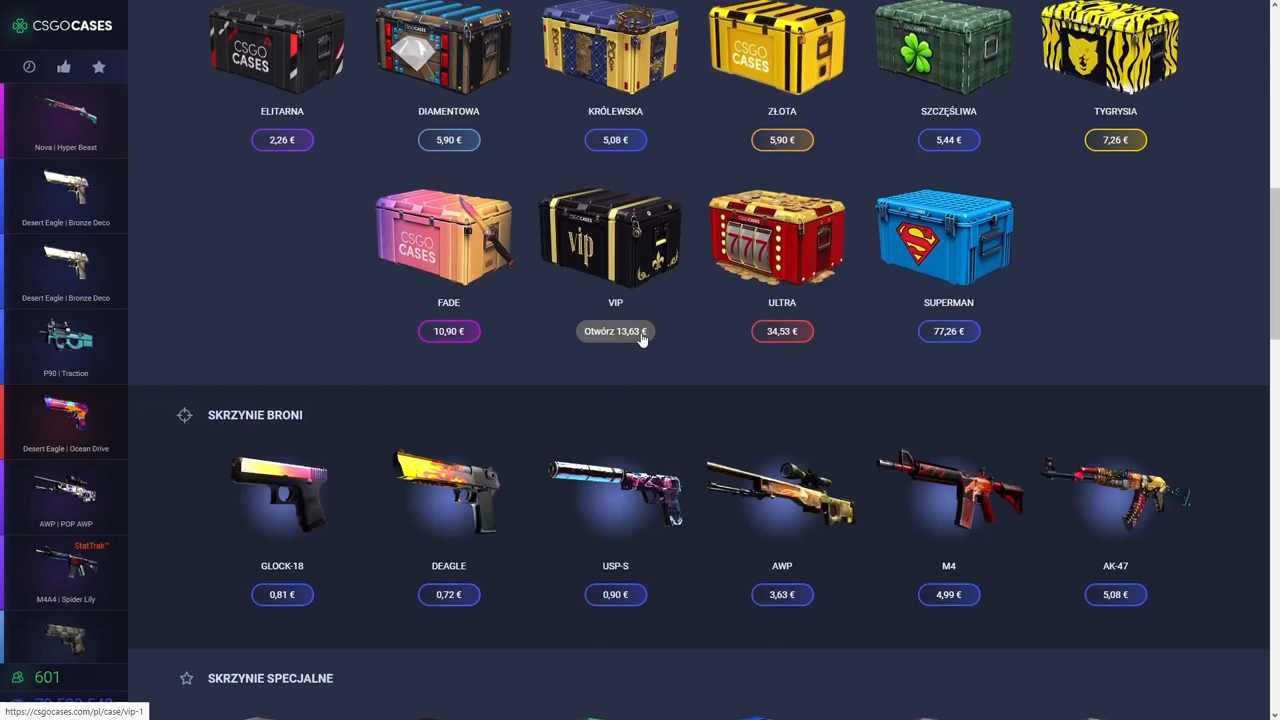 CSGOCASES
Nova | Hyper Beast
Desert Eagle | Bronze Deco
Desert Eagle | Bronze Deco
P90 | Traction
Desert Eagle | Ocean Drive
AWP | POP AWP
StatTrak™
M4A4 | Spider Lily
601
https://csgocases.com/pl/case/vip-1
CSGO
CASES
CSGO
CASES
ELITARNA
DIAMENTOWA
KRÓLEWSKA
ZŁOTA
SZCZĘŚLIWA
TYGRYSIA
2,26 €
5,90 €
5,08 €
5,90 €
5,44 €
7,26 €
CSGO
CASES
CSGOCASES
vip
777
FADE
VIP
ULTRA
SUPERMAN
10,90 €
Otwórz 13,63 €
34,53 €
77,26 €
SKRZYNIE BRONI
GLOCK-18
DEAGLE
USP-S
AWP
M4
AK-47
0,81 €
0,72 €
0,90 €
3,63 €
4,99 €
5,08 €
SKRZYNIE SPECJALNE